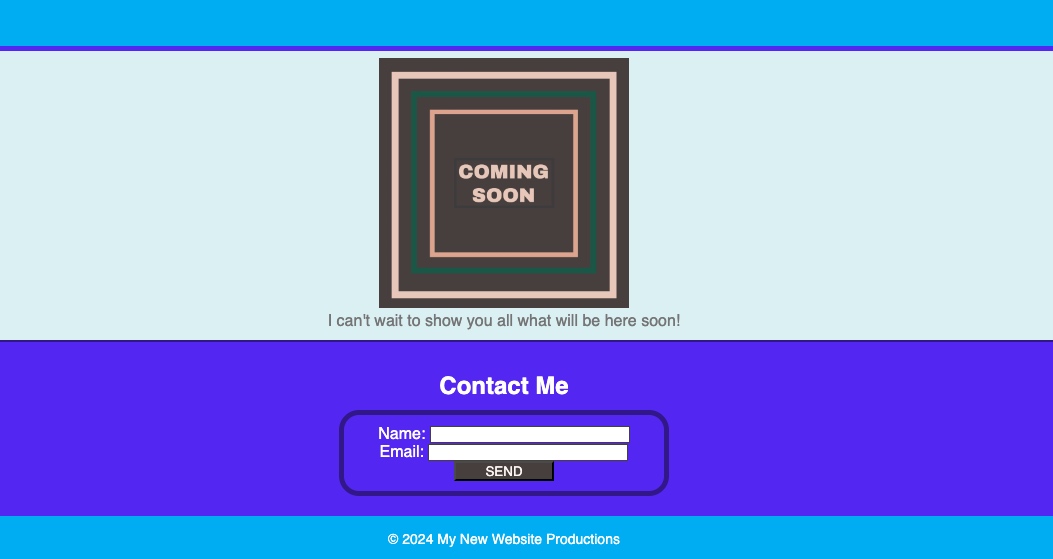 COMING
SOON
I can't wait to show you all what will be here soon!
Contact Me
Name:
Email:
SEND
© 2024 My New Website Productions